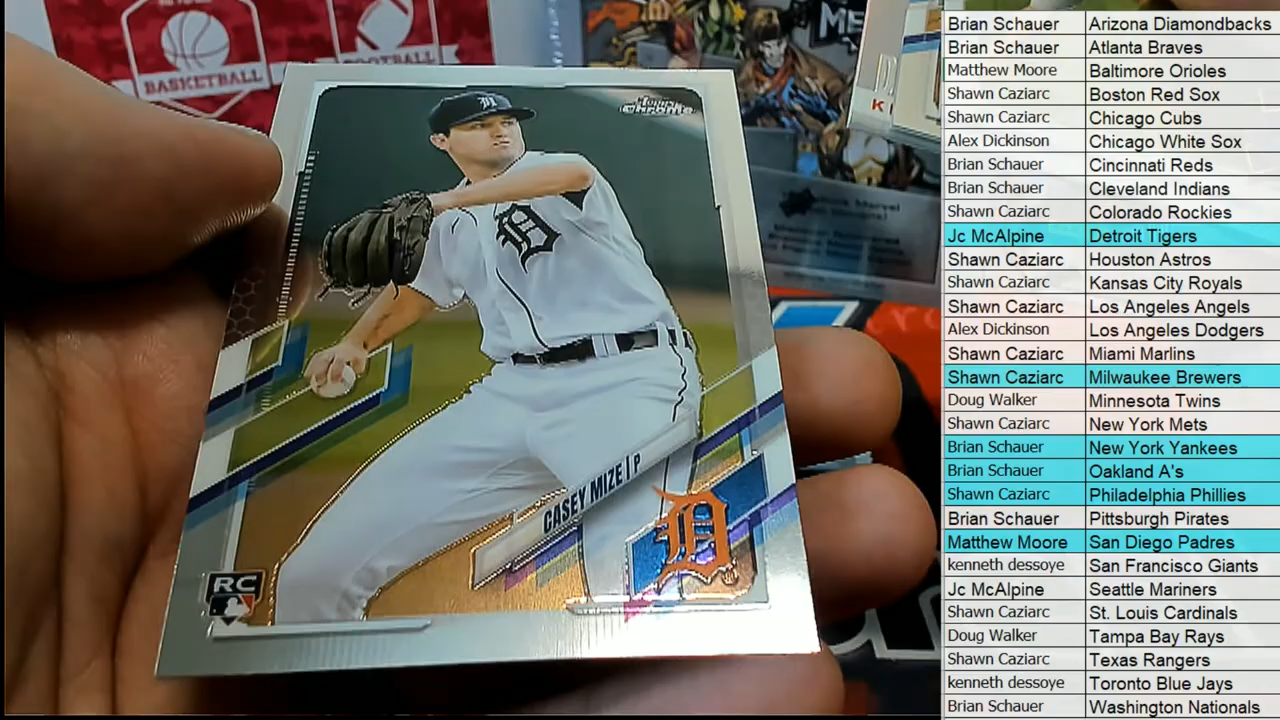 BASKETBALL
FOOTBALL
Topps
Chrome
D
D
CASEY MIZE | P
D
RC
Brian Schauer Arizona Diamondbacks
Brian Schauer Atlanta Braves
Matthew Moore Baltimore Orioles
Shawn Caziarc Boston Red Sox
Shawn Caziarc Chicago Cubs
Alex Dickinson Chicago White Sox
Brian Schauer Cincinnati Reds
Brian Schauer Cleveland Indians
Shawn Caziarc Colorado Rockies
Jc McAlpine Detroit Tigers
Shawn Caziarc Houston Astros
Shawn Caziarc Kansas City Royals
Shawn Caziarc Los Angeles Angels
Alex Dickinson Los Angeles Dodgers
Shawn Caziarc Miami Marlins
Shawn Caziarc Milwaukee Brewers
Doug Walker Minnesota Twins
Shawn Caziarc New York Mets
Brian Schauer New York Yankees
Brian Schauer Oakland A's
Shawn Caziarc Philadelphia Phillies
Brian Schauer Pittsburgh Pirates
Matthew Moore San Diego Padres
kenneth dessoye San Francisco Giants
Jc McAlpine Seattle Mariners
Shawn Caziarc St. Louis Cardinals
Doug Walker Tampa Bay Rays
Shawn Caziarc Texas Rangers
kenneth dessoye Toronto Blue Jays
Brian Schauer Washington Nationals